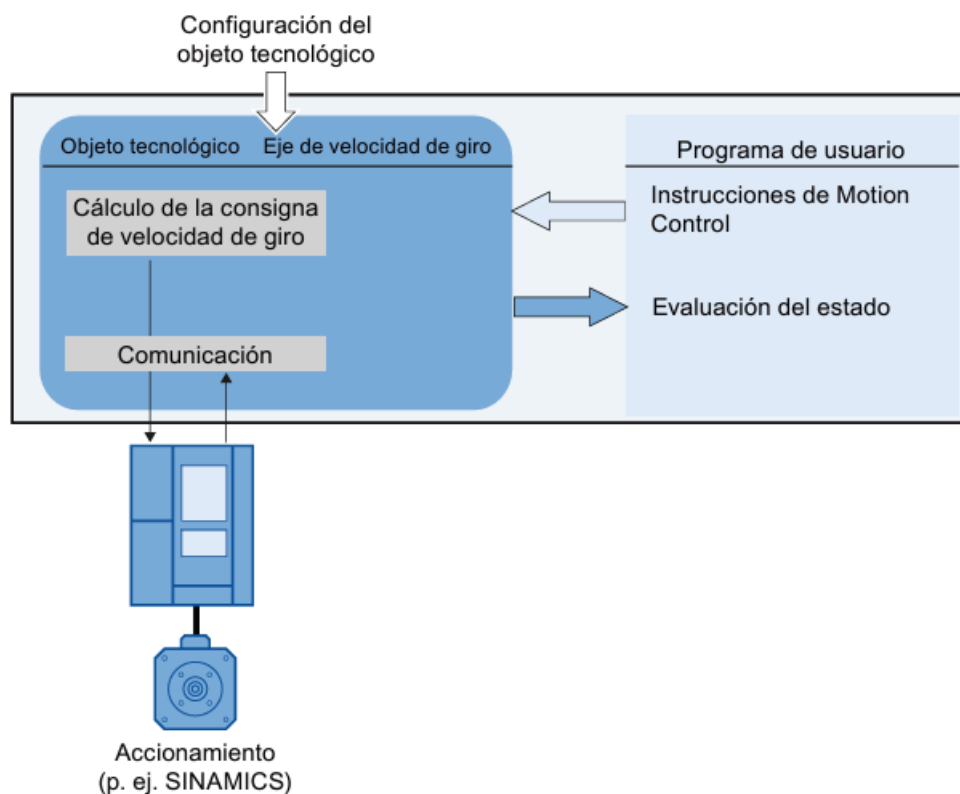 Configuración del
objeto tecnológico
Objeto tecnológico Eje de velocidad de giro
Programa de usuario
Cálculo de la consigna
de velocidad de giro
Instrucciones de Motion
Control
Evaluación del estado
Comunicación
Accionamiento
(p. ej. SINAMICS)